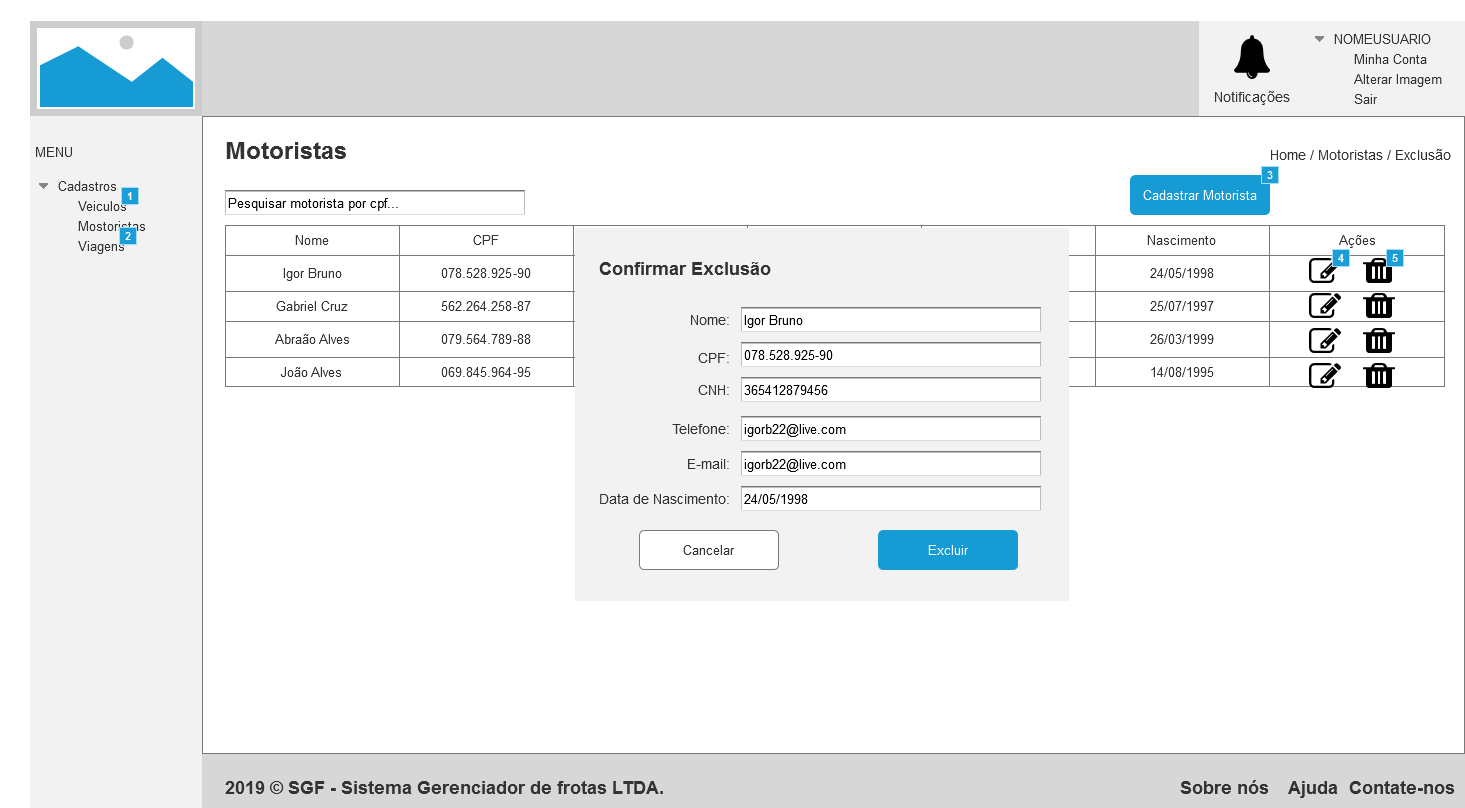 Notificações
NOMEUSUARIO
Minha Conta
Alterar Imagem
Sair
MENU
Cadastros
1
Veiculos
Mostoristas
2
Viagens
Motoristas
Home / Motoristas / Exclusão
Pesquisar motorista por cpf...
Cadastrar Motorista
3
Nome CPF Nascimento Ações
Igor Bruno 078.528.925-90 24/05/1998 4 5
Gabriel Cruz 562.264.258-87 25/07/1997
Abraão Alves 079.564.789-88 26/03/1999
João Alves 069.845.964-95 14/08/1995
Confirmar Exclusão
Nome: Igor Bruno
CPF: 078.528.925-90
CNH: 365412879456
Telefone: igorb22@live.com
E-mail: igorb22@live.com
Data de Nascimento: 24/05/1998
Cancelar Excluir
2019 © SGF - Sistema Gerenciador de frotas LTDA.
Sobre nós Ajuda Contate-nos